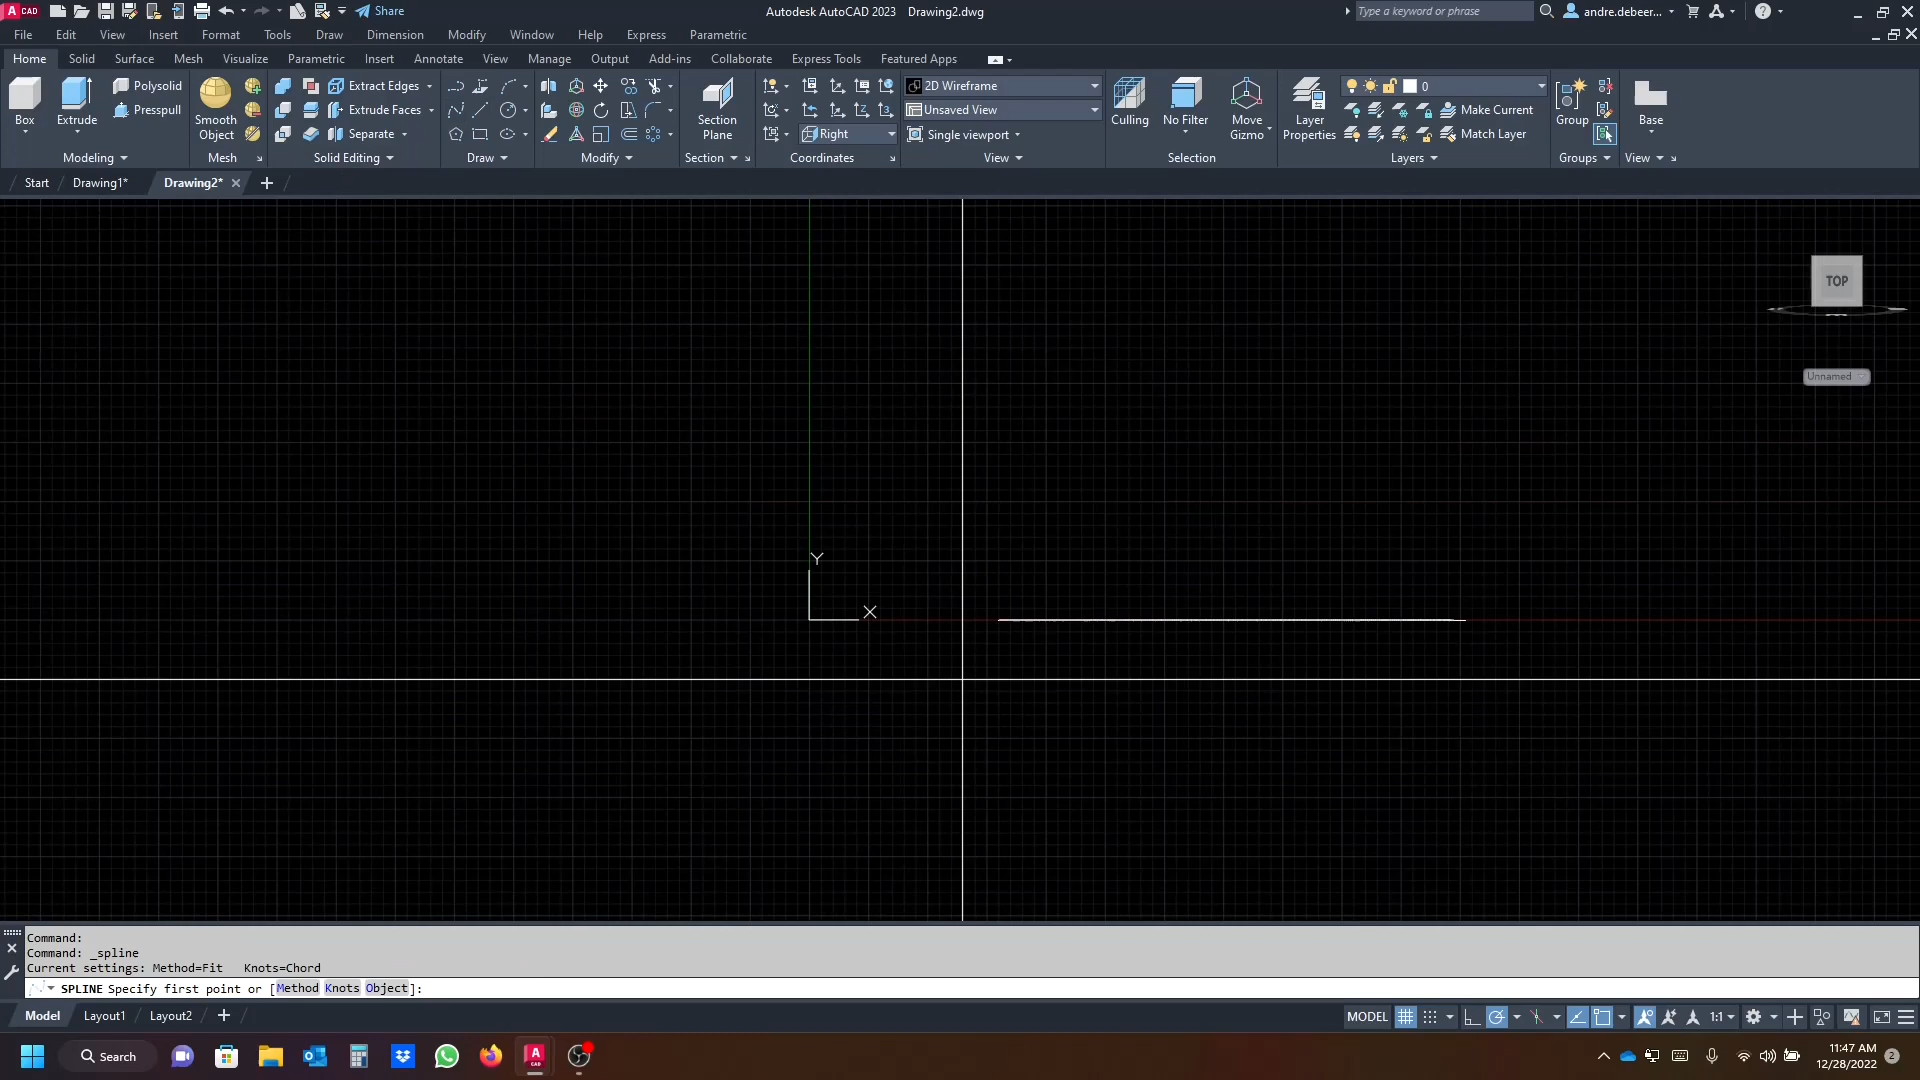 CAD Share Autodesk AutoCAD 2023 Drawing2.dwg Type a keyword or phrase andre.debeer...
File Edit View Insert Format Tools Draw Dimension Modify Window Help Express Parametric
Home Solid Surface Mesh Visualize Parametric Insert Annotate View Manage Output Add-ins Collaborate Express Tools Featured Apps
Polysolid Extract Edges 2D Wireframe 0
Presspull Extrude Faces Unsaved View Make Current
Box Extrude Smooth Object Separate Section Plane Right Single viewport Culling No Filter Move Gizmo Layer Properties Match Layer Group Base
Modeling Mesh Solid Editing Draw Modify Section Coordinates View Selection Layers Groups View
Start Drawing1* Drawing2*
TOP
Unnamed
Y
X
Command:
Command: _spline
Current settings: Method=Fit Knots=Chord
SPLINE Specify first point or [Method Knots Object]:
Model Layout1 Layout2 MODEL 1:1
Search 11:47 AM
12/28/2022 2